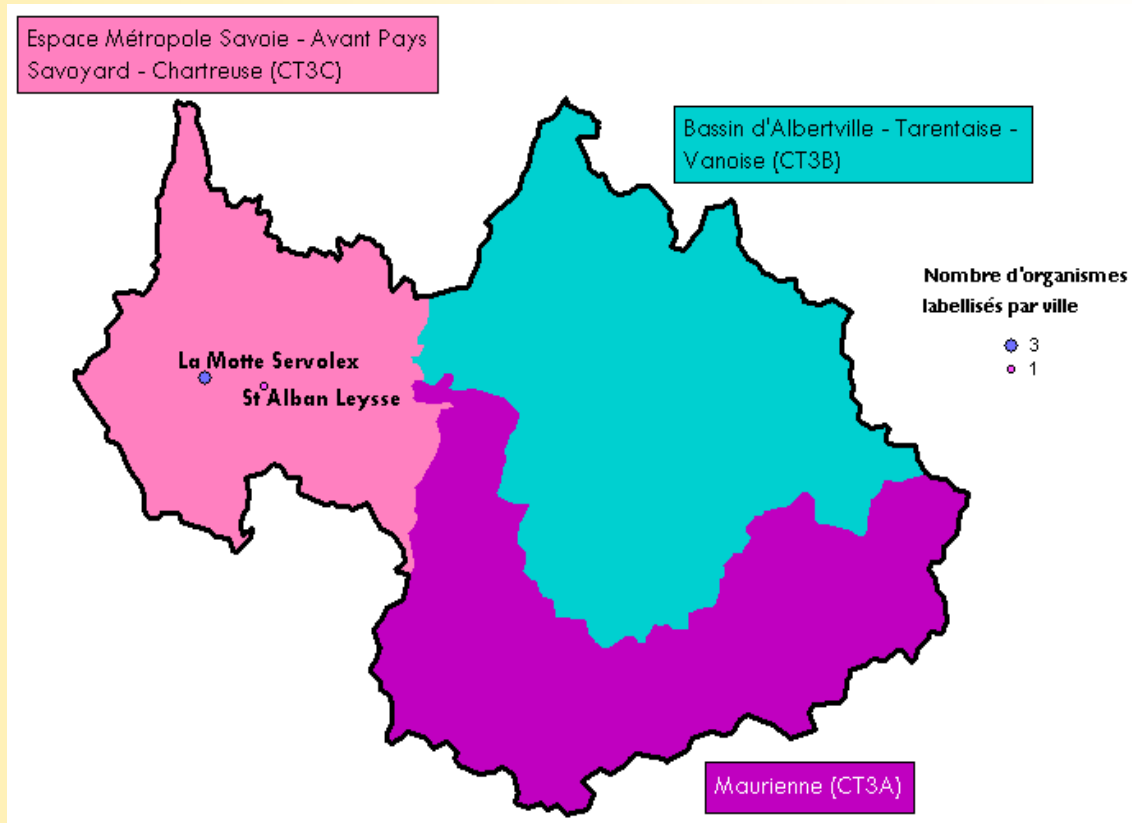 Espace Métropole Savoie - Avant Pays
Savoyard - Chartreuse (CT3C)
Bassin d'Albertville - Tarentaise -
Vanoise (CT3B)
Nombre d'organismes
labellisés par ville
3
1
La Motte Servolex
St Alban Leysse
Maurienne (CT3A)